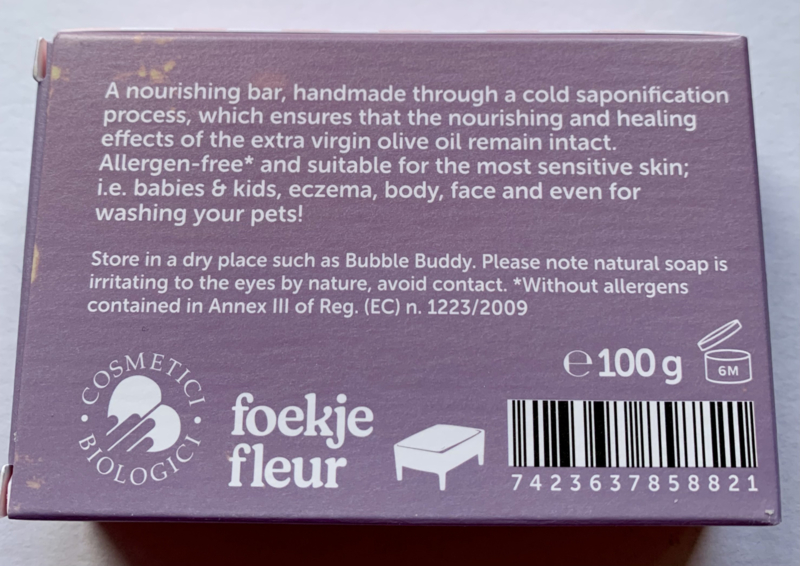 A nourishing bar, handmade through a cold saponification
process, which ensures that the nourishing and healing
effects of the extra virgin olive oil remain intact.
Allergen-free* and suitable for the most sensitive skin;
i.e. babies & kids, eczema, body, face and even for
washing your pets!
Store in a dry place such as Bubble Buddy. Please note natural soap is
irritating to the eyes by nature, avoid contact. *Without allergens
contained in Annex III of Reg. (EC) n. 1223/2009
℮ 100 g
6M
COSMETICI
BIOLOGICI
foekje
fleur
7423637858821